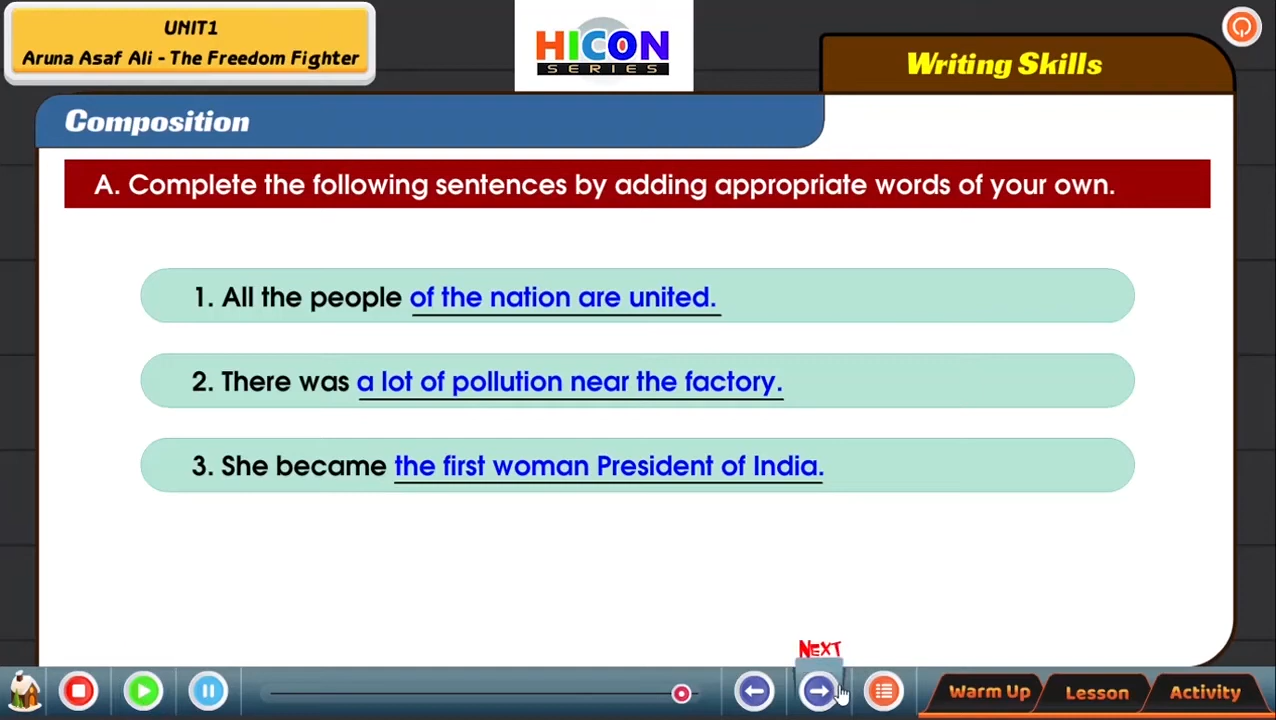 UNIT1
Aruna Asaf Ali - The Freedom Fighter
HICON
SERIES
Writing Skills
Composition
A. Complete the following sentences by adding appropriate words of your own.
1. All the people of the nation are united.
2. There was a lot of pollution near the factory.
3. She became the first woman President of India.
NEXT
Warm Up
Lesson
Activity